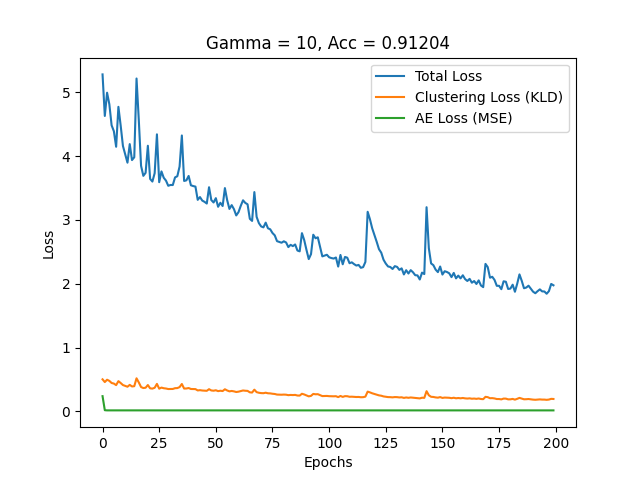 Gamma = 10, Acc = 0.91204
Total Loss
Clustering Loss (KLD)
AE Loss (MSE)
Loss
5
4
3
2
1
0
0 25 50 75 100 125 150 175 200
Epochs